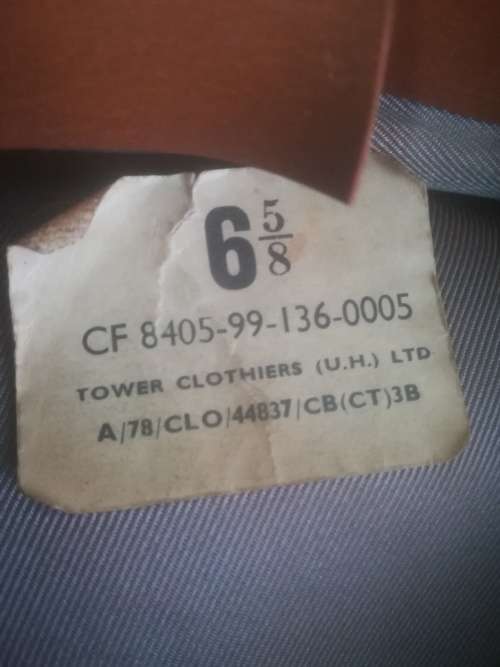 6 5/8
CF 8405-99-136-0005
TOWER CLOTHIERS (U.H.) LTD
A/78/CLO/44837/CB(CT)3B